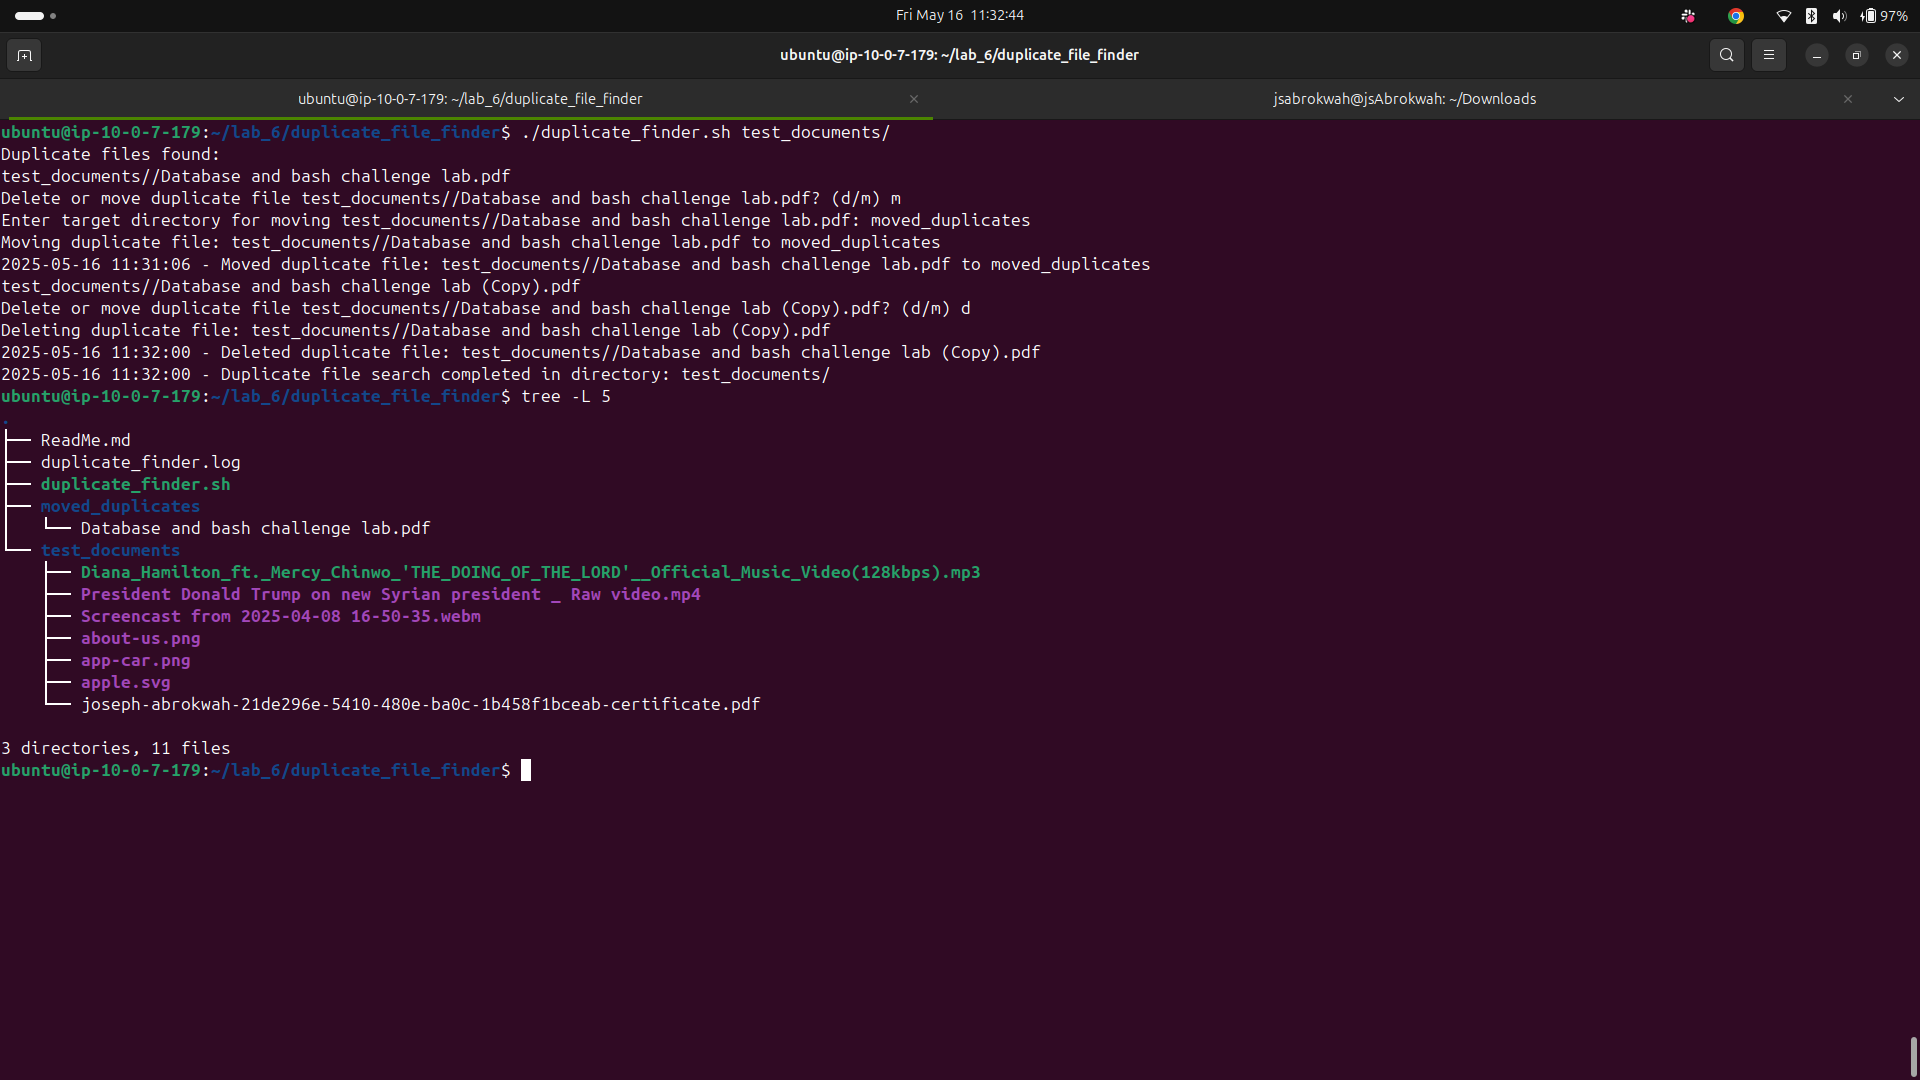 Fri May 16 11:32:44
97%
ubuntu@ip-10-0-7-179: ~/lab_6/duplicate_file_finder
ubuntu@ip-10-0-7-179: ~/lab_6/duplicate_file_finder
jsabrokwah@jsAbrokwah: ~/Downloads
ubuntu@ip-10-0-7-179:~/lab_6/duplicate_file_finder$ ./duplicate_finder.sh test_documents/
Duplicate files found:
test_documents//Database and bash challenge lab.pdf
Delete or move duplicate file test_documents//Database and bash challenge lab.pdf? (d/m) m
Enter target directory for moving test_documents//Database and bash challenge lab.pdf: moved_duplicates
Moving duplicate file: test_documents//Database and bash challenge lab.pdf to moved_duplicates
2025-05-16 11:31:06 - Moved duplicate file: test_documents//Database and bash challenge lab.pdf to moved_duplicates
test_documents//Database and bash challenge lab (Copy).pdf
Delete or move duplicate file test_documents//Database and bash challenge lab (Copy).pdf? (d/m) d
Deleting duplicate file: test_documents//Database and bash challenge lab (Copy).pdf
2025-05-16 11:32:00 - Deleted duplicate file: test_documents//Database and bash challenge lab (Copy).pdf
2025-05-16 11:32:00 - Duplicate file search completed in directory: test_documents/
ubuntu@ip-10-0-7-179:~/lab_6/duplicate_file_finder$ tree -L 5
.
├── ReadMe.md
├── duplicate_finder.log
├── duplicate_finder.sh
├── moved_duplicates
│   └── Database and bash challenge lab.pdf
└── test_documents
    ├── Diana_Hamilton_ft._Mercy_Chinwo_'THE_DOING_OF_THE_LORD'__Official_Music_Video(128kbps).mp3
    ├── President Donald Trump on new Syrian president _ Raw video.mp4
    ├── Screencast from 2025-04-08 16-50-35.webm
    ├── about-us.png
    ├── app-car.png
    ├── apple.svg
    └── joseph-abrokwah-21de296e-5410-480e-ba0c-1b458f1bceab-certificate.pdf
3 directories, 11 files
ubuntu@ip-10-0-7-179:~/lab_6/duplicate_file_finder$